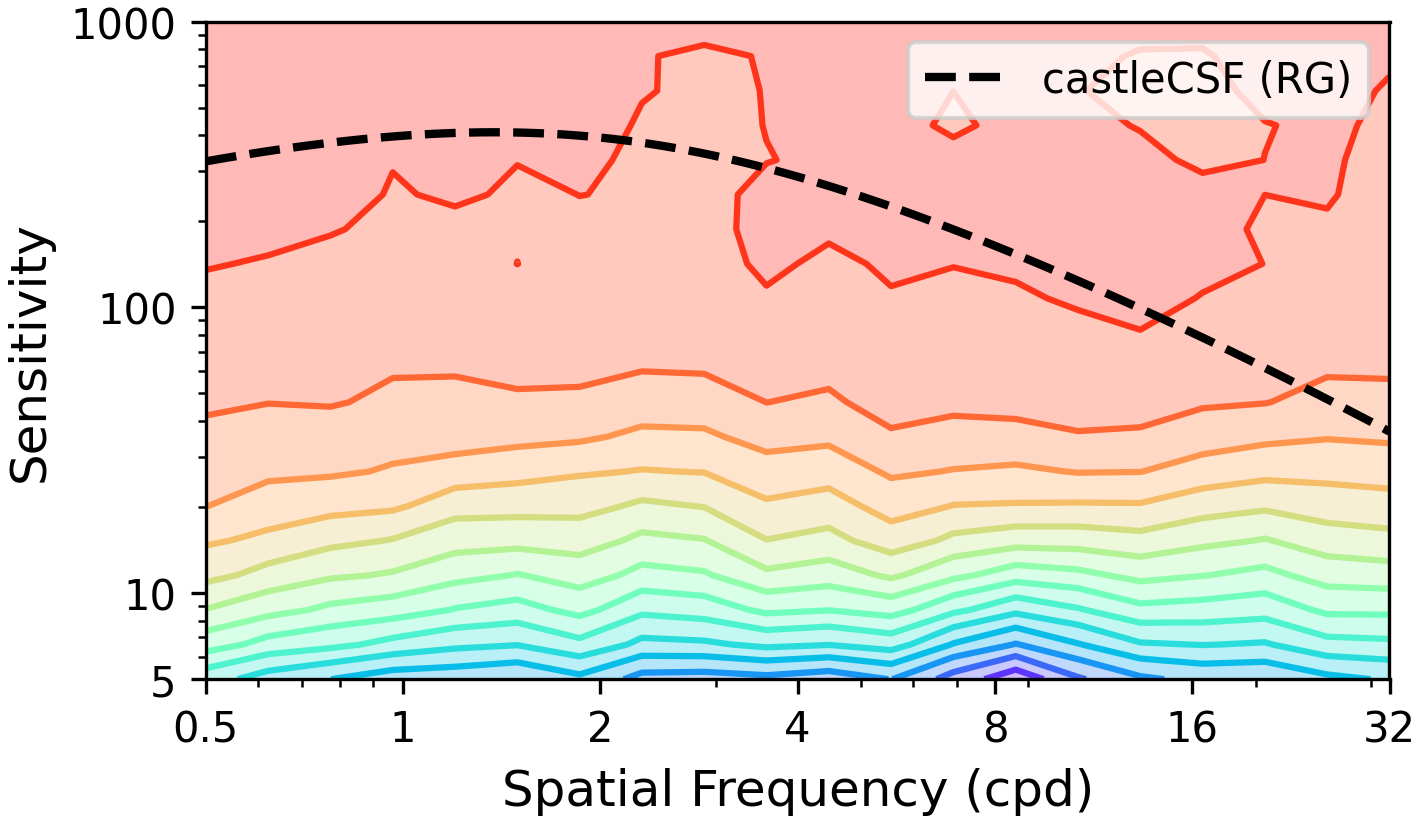 1000
100
10
5
Sensitivity
castleCSF (RG)
0.5 1 2 4 8 16 32
Spatial Frequency (cpd)